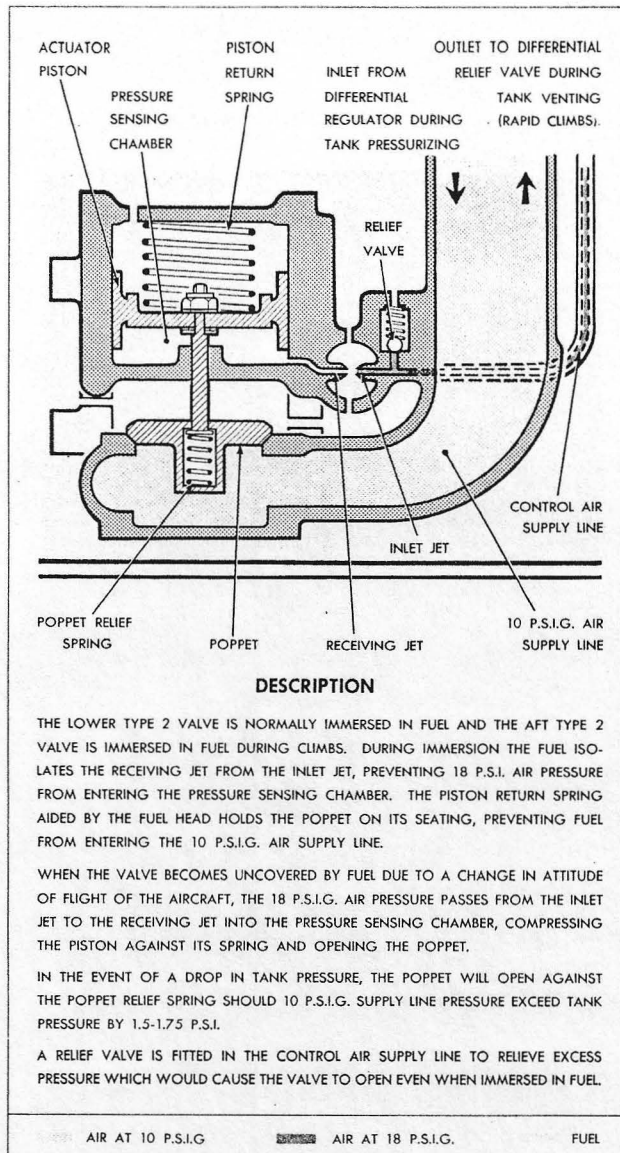 ACTUATOR
PISTON
PRESSURE
SENSING
CHAMBER
PISTON
RETURN
SPRING
INLET FROM
DIFFERENTIAL
REGULATOR DURING
TANK PRESSURIZING
OUTLET TO DIFFERENTIAL
RELIEF VALVE DURING
TANK VENTING
(RAPID CLIMBS).
RELIEF
VALVE
CONTROL AIR
SUPPLY LINE
INLET JET
POPPET RELIEF
SPRING
POPPET
RECEIVING JET
10 P.S.I.G. AIR
SUPPLY LINE
DESCRIPTION
THE LOWER TYPE 2 VALVE IS NORMALLY IMMERSED IN FUEL AND THE AFT TYPE 2
VALVE IS IMMERSED IN FUEL DURING CLIMBS. DURING IMMERSION THE FUEL ISO-
LATES THE RECEIVING JET FROM THE INLET JET, PREVENTING 18 P.S.I. AIR PRESSURE
FROM ENTERING THE PRESSURE SENSING CHAMBER. THE PISTON RETURN SPRING
AIDED BY THE FUEL HEAD HOLDS THE POPPET ON ITS SEATING, PREVENTING FUEL
FROM ENTERING THE 10 P.S.I.G. AIR SUPPLY LINE.
WHEN THE VALVE BECOMES UNCOVERED BY FUEL DUE TO A CHANGE IN ATTITUDE
OF FLIGHT OF THE AIRCRAFT, THE 18 P.S.I.G. AIR PRESSURE PASSES FROM THE INLET
JET TO THE RECEIVING JET INTO THE PRESSURE SENSING CHAMBER, COMPRESSING
THE PISTON AGAINST ITS SPRING AND OPENING THE POPPET.
IN THE EVENT OF A DROP IN TANK PRESSURE, THE POPPET WILL OPEN AGAINST
THE POPPET RELIEF SPRING SHOULD 10 P.S.I.G. SUPPLY LINE PRESSURE EXCEED TANK
PRESSURE BY 1.5-1.75 P.S.I.
A RELIEF VALVE IS FITTED IN THE CONTROL AIR SUPPLY LINE TO RELIEVE EXCESS
PRESSURE WHICH WOULD CAUSE THE VALVE TO OPEN EVEN WHEN IMMERSED IN FUEL.
AIR AT 10 P.S.I.G AIR AT 18 P.S.I.G. FUEL